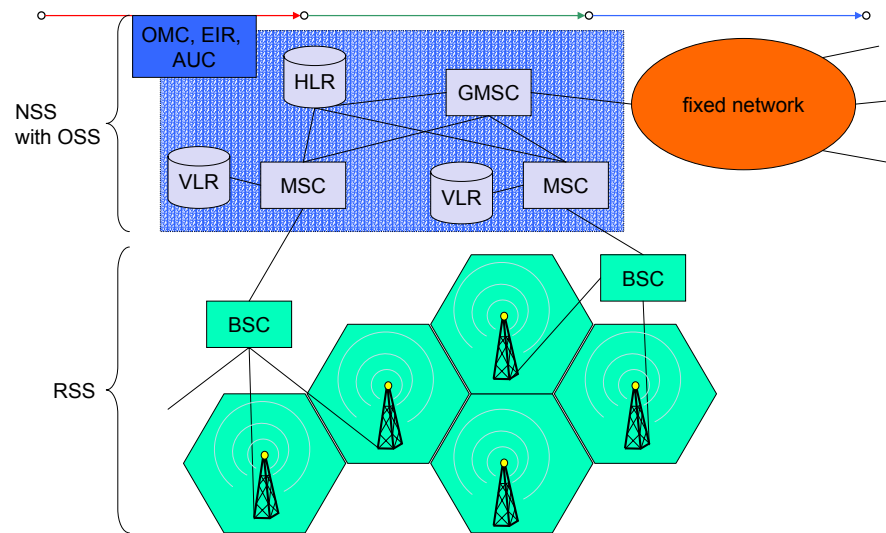 OMC, EIR,
AUC
HLR
GMSC
fixed network
NSS
with OSS
VLR
MSC
VLR
MSC
BSC
BSC
RSS